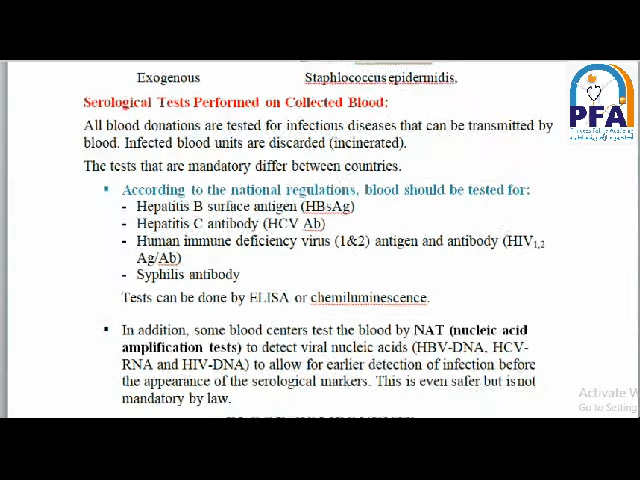 Exogenous Staphlococcus epidermidis,
Serological Tests Performed on Collected Blood:
All blood donations are tested for infectious diseases that can be transmitted by
blood. Infected blood units are discarded (incinerated).
The tests that are mandatory differ between countries.
▪ According to the national regulations, blood should be tested for:
- Hepatitis B surface antigen (HBsAg)
- Hepatitis C antibody (HCV Ab)
- Human immune deficiency virus (1&2) antigen and antibody (HIV1,2
Ag/Ab)
- Syphilis antibody
Tests can be done by ELISA or chemiluminescence.
▪ In addition, some blood centers test the blood by NAT (nucleic acid
amplification tests) to detect viral nucleic acids (HBV-DNA, HCV-
RNA and HIV-DNA) to allow for earlier detection of infection before
the appearance of the serological markers. This is even safer but is not
mandatory by law.
PFA
Activate W
Go to Setting